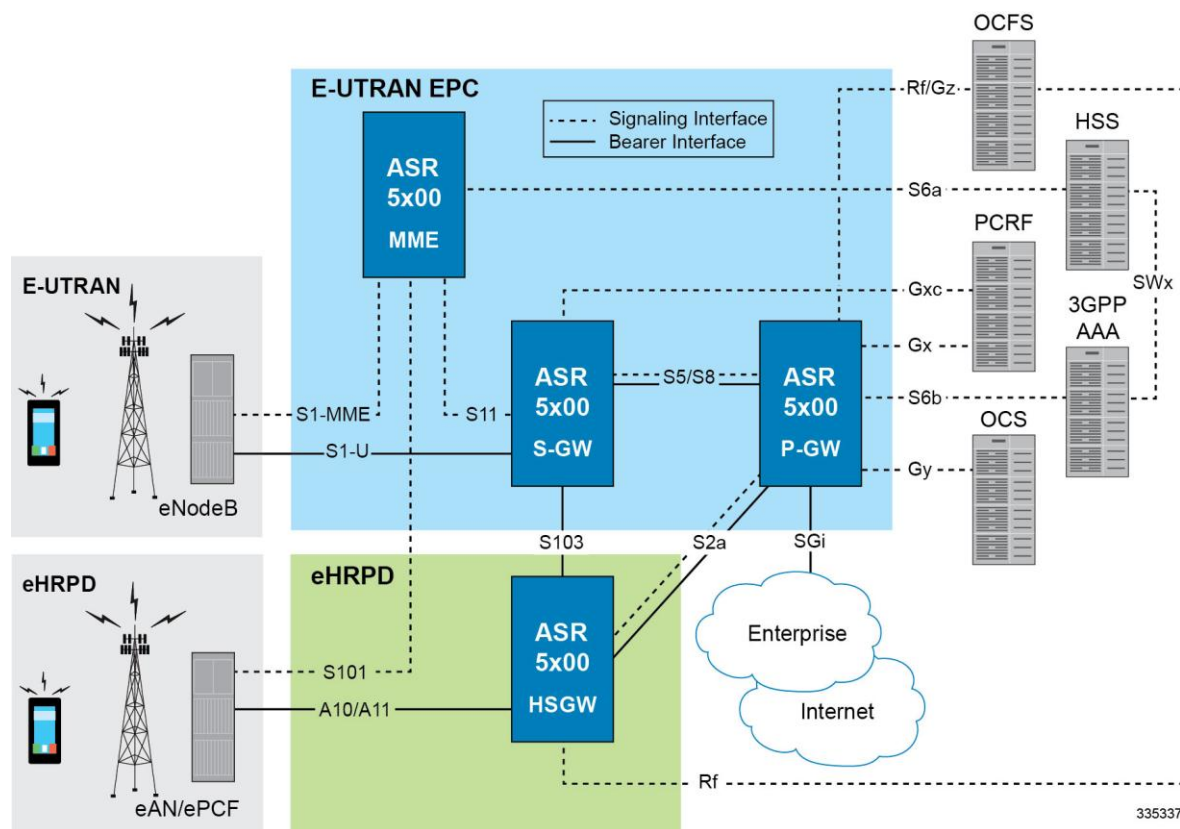 OCFS
E-UTRAN EPC
Rf/Gz
Signaling Interface
Bearer Interface
HSS
ASR
5x00
MME
S6a
PCRF
E-UTRAN
Gxc
SWx
3GPP
AAA
ASR
5x00
S-GW
S5/S8
ASR
5x00
P-GW
Gx
S6b
S1-MME
S11
OCS
S1-U
Gy
eNodeB
S103
S2a
SGi
eHRPD
eHRPD
ASR
5x00
HSGW
Enterprise
S101
A10/A11
Internet
Rf
eAN/ePCF
335337